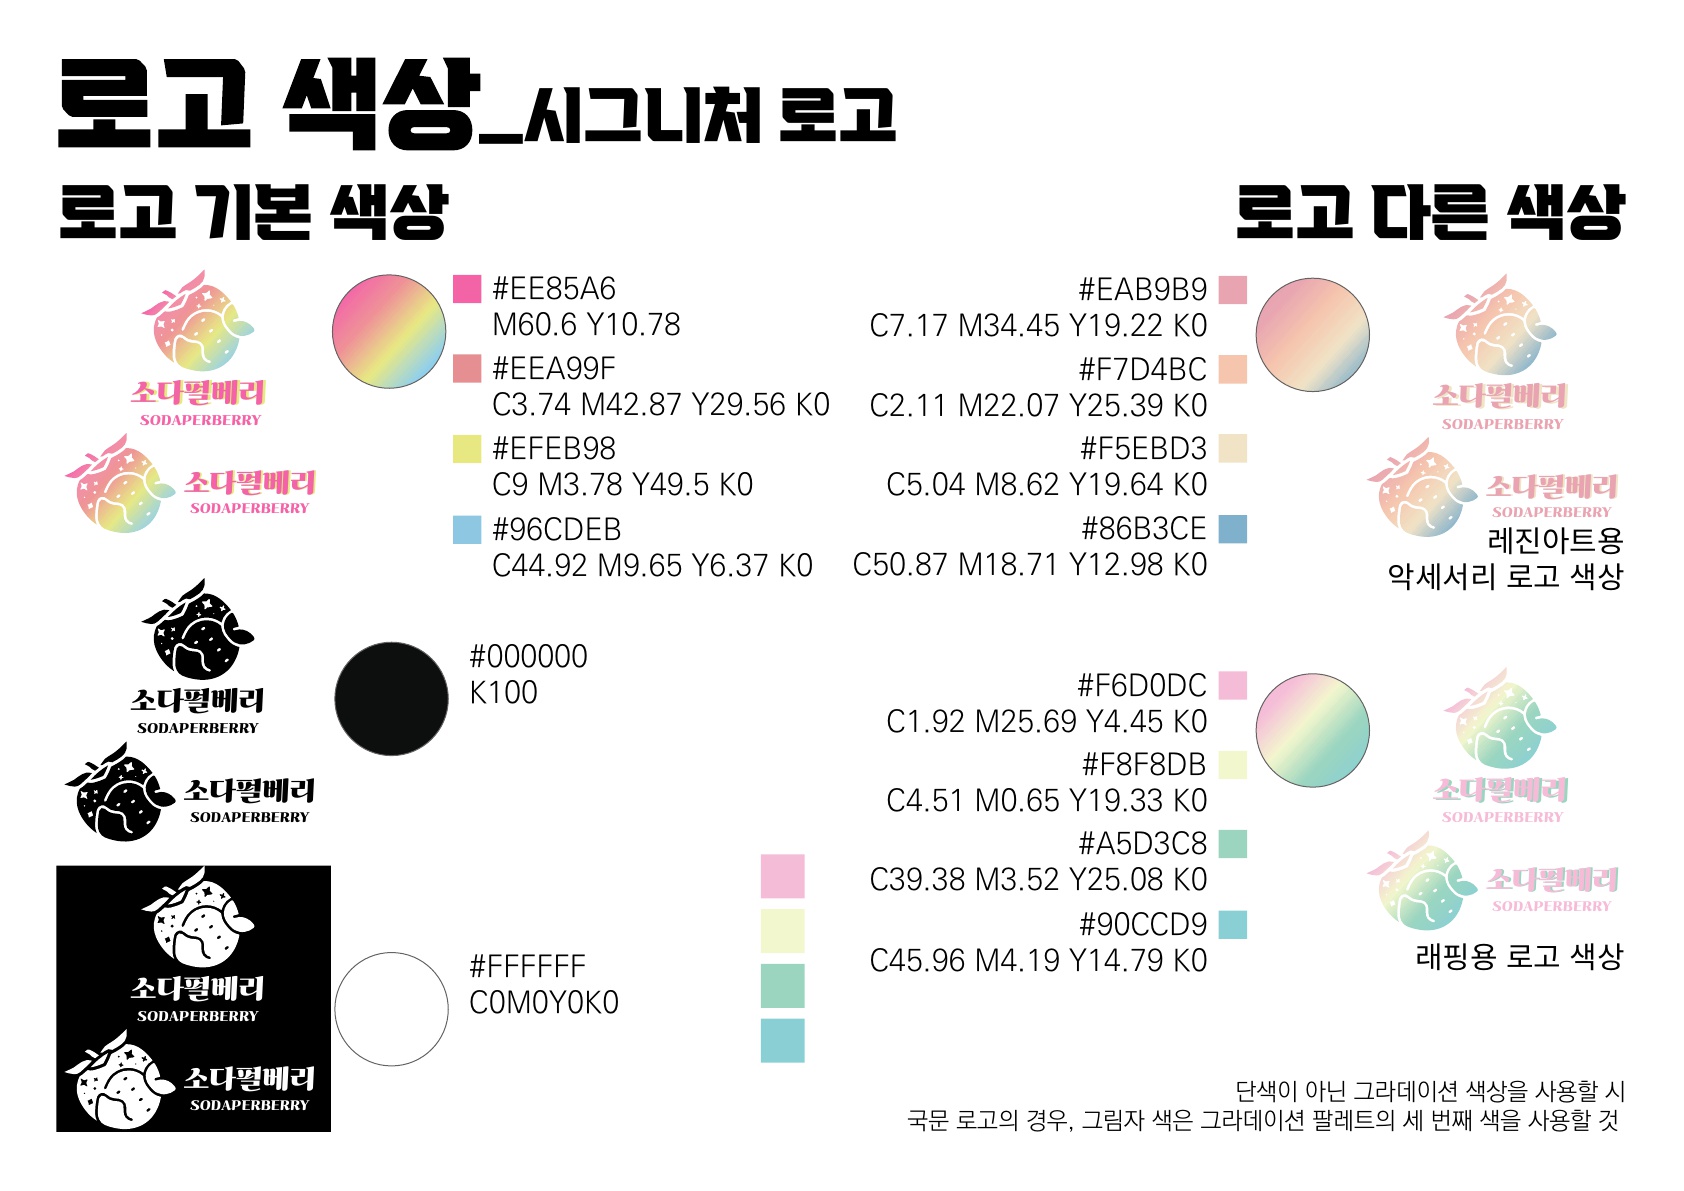 로고 색상_시그니처 로고
로고 기본 색상
소다펄베리
SODAPERBERRY
소다펄베리
SODAPERBERRY
#EE85A6
M60.6 Y10.78
#EEA99F
C3.74 M42.87 Y29.56 K0
#EFEB98
C9 M3.78 Y49.5 K0
#96CDEB
C44.92 M9.65 Y6.37 K0
소다펄베리
SODAPERBERRY
소다펄베리
SODAPERBERRY
#000000
K100
소다펄베리
SODAPERBERRY
소다펄베리
SODAPERBERRY
#FFFFFF
C0M0Y0K0
로고 다른 색상
#EAB9B9
C7.17 M34.45 Y19.22 K0
#F7D4BC
C2.11 M22.07 Y25.39 K0
#F5EBD3
C5.04 M8.62 Y19.64 K0
#86B3CE
C50.87 M18.71 Y12.98 K0
소다펄베리
SODAPERBERRY
소다펄베리
SODAPERBERRY
레진아트용
악세서리 로고 색상
#F6D0DC
C1.92 M25.69 Y4.45 K0
#F8F8DB
C4.51 M0.65 Y19.33 K0
#A5D3C8
C39.38 M3.52 Y25.08 K0
#90CCD9
C45.96 M4.19 Y14.79 K0
소다펄베리
SODAPERBERRY
소다펄베리
SODAPERBERRY
래핑용 로고 색상
단색이 아닌 그라데이션 색상을 사용할 시
국문 로고의 경우, 그림자 색은 그라데이션 팔레트의 세 번째 색을 사용할 것